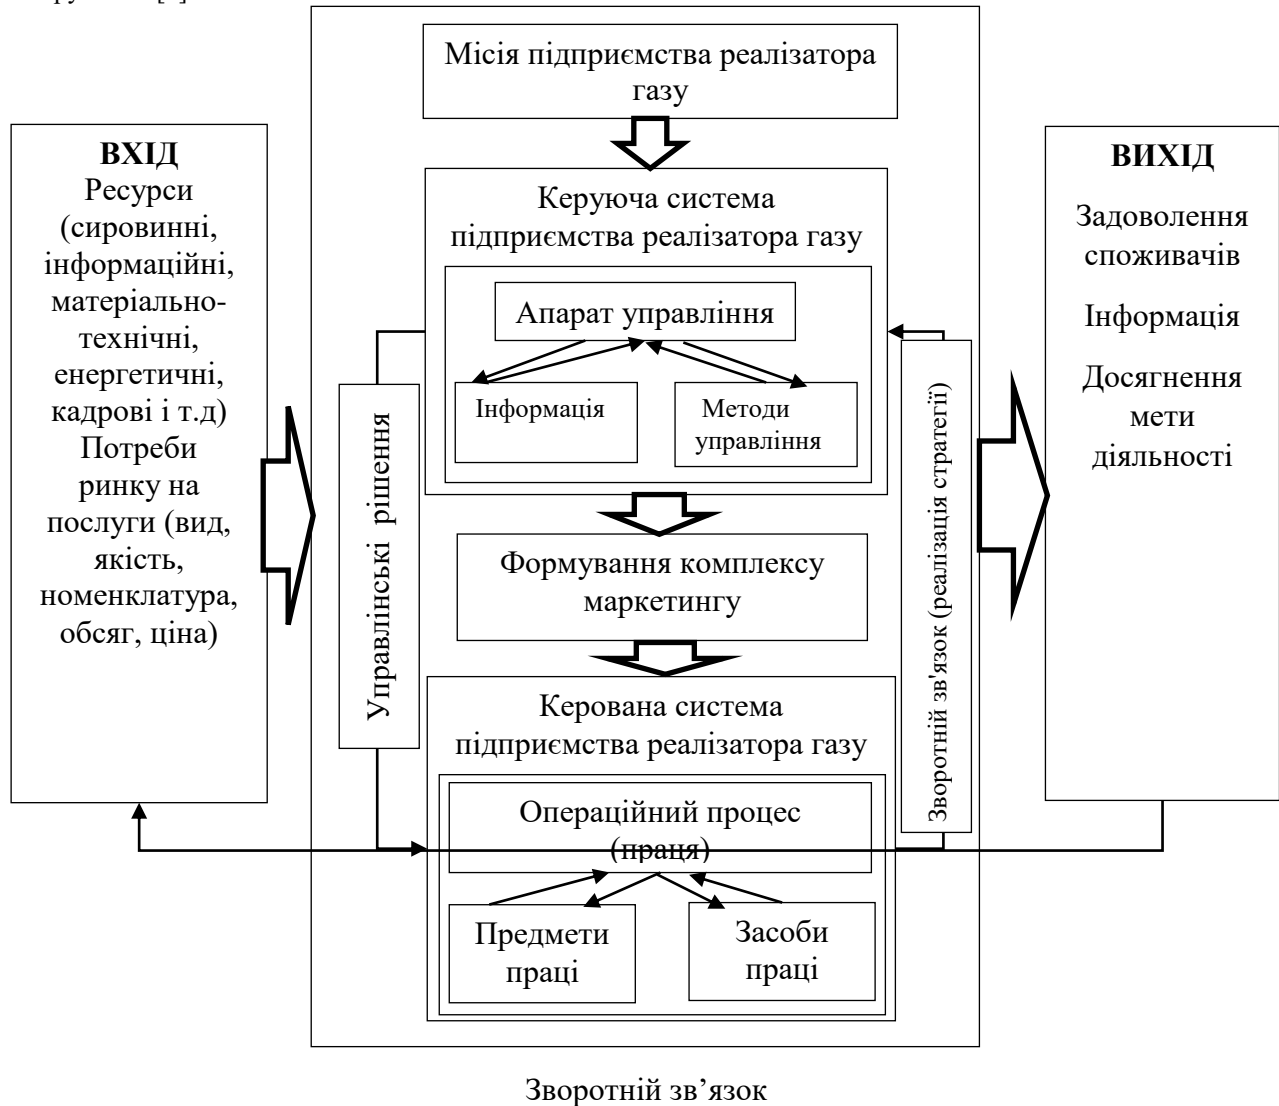 Місія підприємства реалізатора
газу
ВХІД
Ресурси
(сировинні,
інформаційні,
матеріально-
технічні,
енергетичні,
кадрові і т.д)
Потреби
ринку на
послуги (вид,
якість,
номенклатура,
обсяг, ціна)
Управлінські рішення
Керуюча система
підприємства реалізатора газу
Апарат управління
Інформація
Методи
управління
Формування комплексу
маркетингу
Керована система
підприємства реалізатора газу
Операційний процес
(праця)
Предмети
праці
Засоби
праці
Зворотній зв'язок (реалізація стратегії)
ВИХІД
Задоволення
споживачів
Інформація
Досягнення
мети
діяльності
Зворотній зв’язок